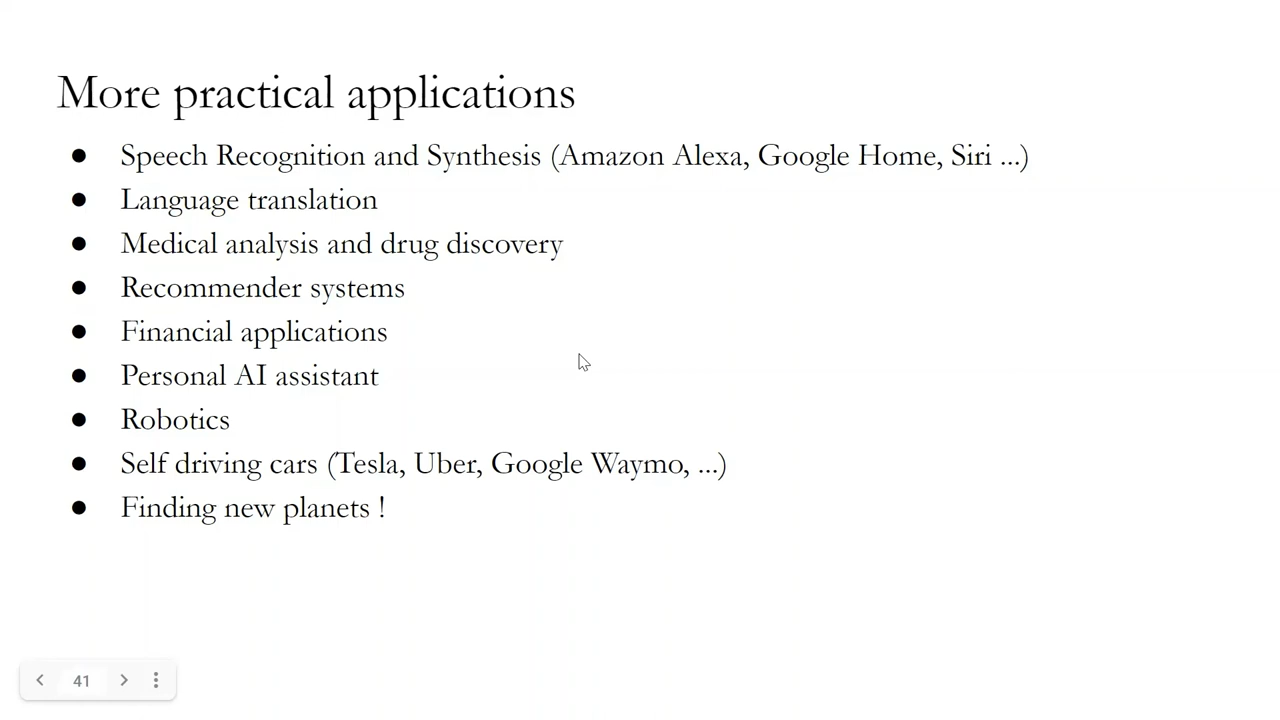 More practical applications
● Speech Recognition and Synthesis (Amazon Alexa, Google Home, Siri ...)
● Language translation
● Medical analysis and drug discovery
● Recommender systems
● Financial applications
● Personal AI assistant
● Robotics
● Self driving cars (Tesla, Uber, Google Waymo, ...)
● Finding new planets !
41